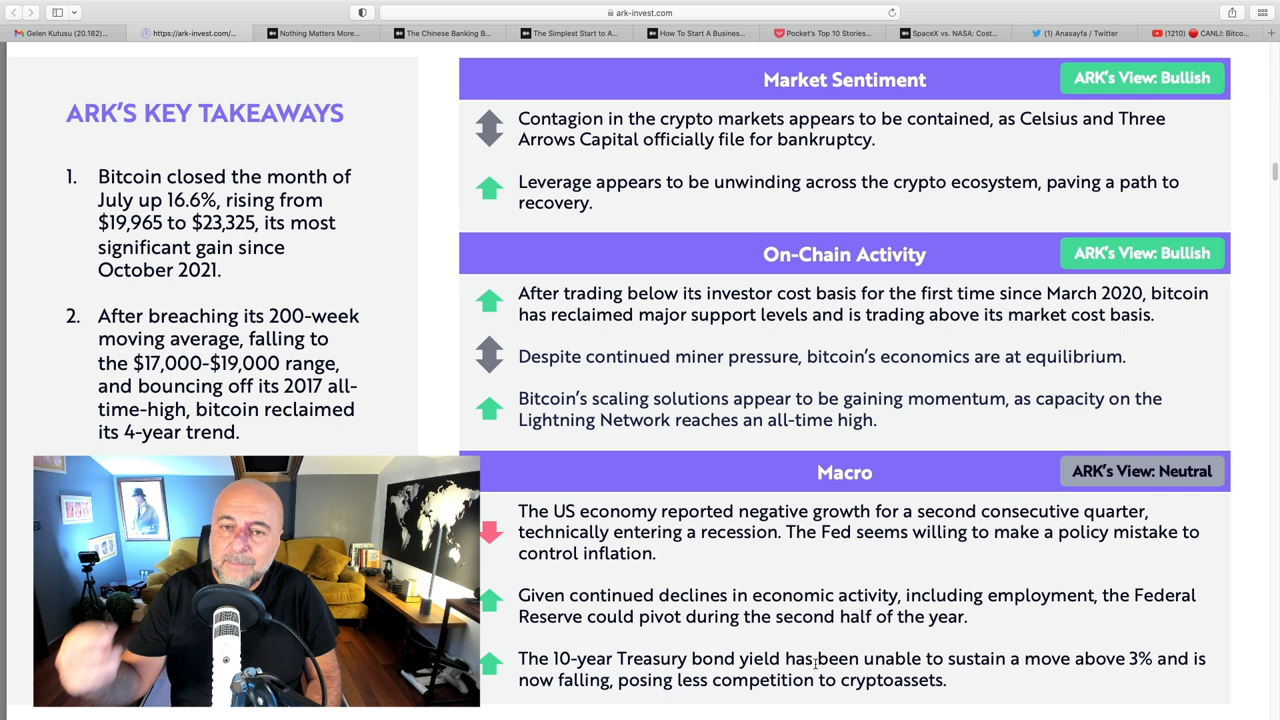 ark-invest.com
Gelen Kutusu (20.182)...
https://ark-invest.com/...
Nothing Matters More...
The Chinese Banking B...
The Simplest Start to A...
How To Start A Busines...
Pocket's Top 10 Stories...
SpaceX vs. NASA: Cost...
(1) Anasayfa / Twitter
(1210) 🔴 CANLI: Bitco...
ARK'S KEY TAKEAWAYS
1. Bitcoin closed the month of
July up 16.6%, rising from
$19,965 to $23,325, its most
significant gain since
October 2021.
2. After breaching its 200-week
moving average, falling to
the $17,000-$19,000 range,
and bouncing off its 2017 all-
time-high, bitcoin reclaimed
its 4-year trend.
Market Sentiment
ARK's View: Bullish
Contagion in the crypto markets appears to be contained, as Celsius and Three
Arrows Capital officially file for bankruptcy.
Leverage appears to be unwinding across the crypto ecosystem, paving a path to
recovery.
On-Chain Activity
ARK's View: Bullish
After trading below its investor cost basis for the first time since March 2020, bitcoin
has reclaimed major support levels and is trading above its market cost basis.
Despite continued miner pressure, bitcoin's economics are at equilibrium.
Bitcoin's scaling solutions appear to be gaining momentum, as capacity on the
Lightning Network reaches an all-time high.
Macro
ARK's View: Neutral
The US economy reported negative growth for a second consecutive quarter,
technically entering a recession. The Fed seems willing to make a policy mistake to
control inflation.
Given continued declines in economic activity, including employment, the Federal
Reserve could pivot during the second half of the year.
The 10-year Treasury bond yield has been unable to sustain a move above 3% and is
now falling, posing less competition to cryptoassets.